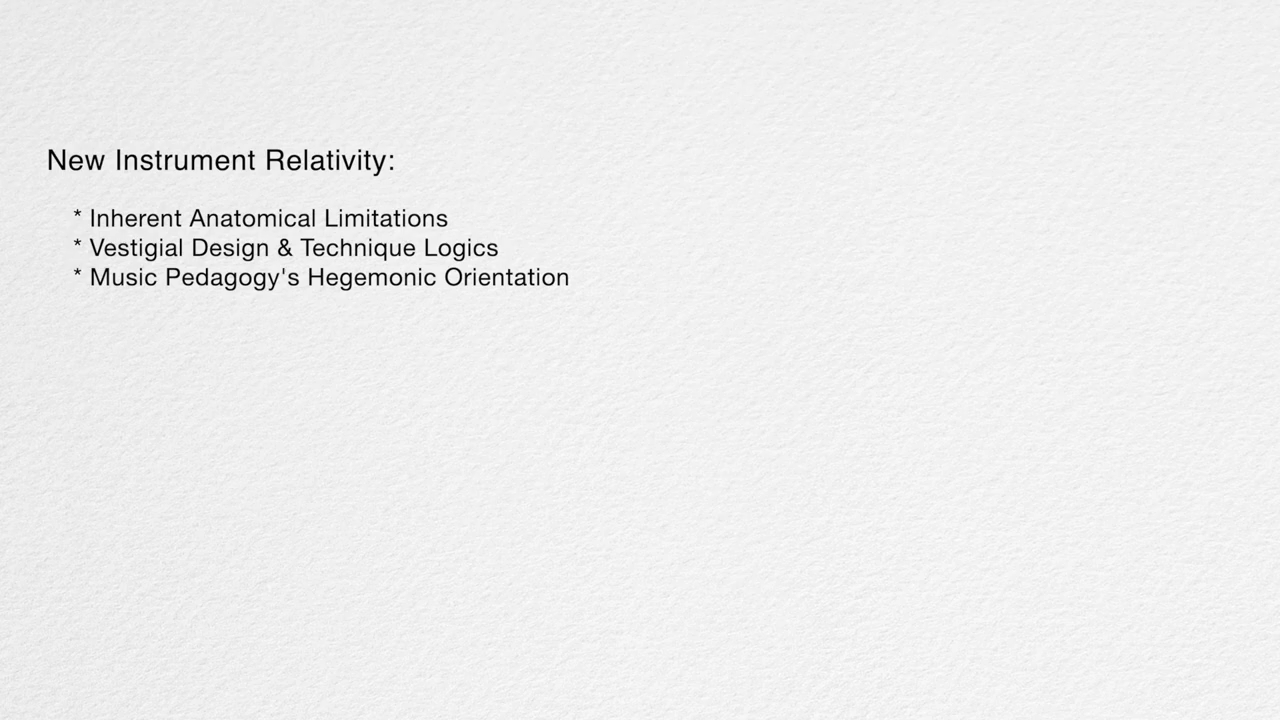 New Instrument Relativity:
* Inherent Anatomical Limitations
* Vestigial Design & Technique Logics
* Music Pedagogy's Hegemonic Orientation